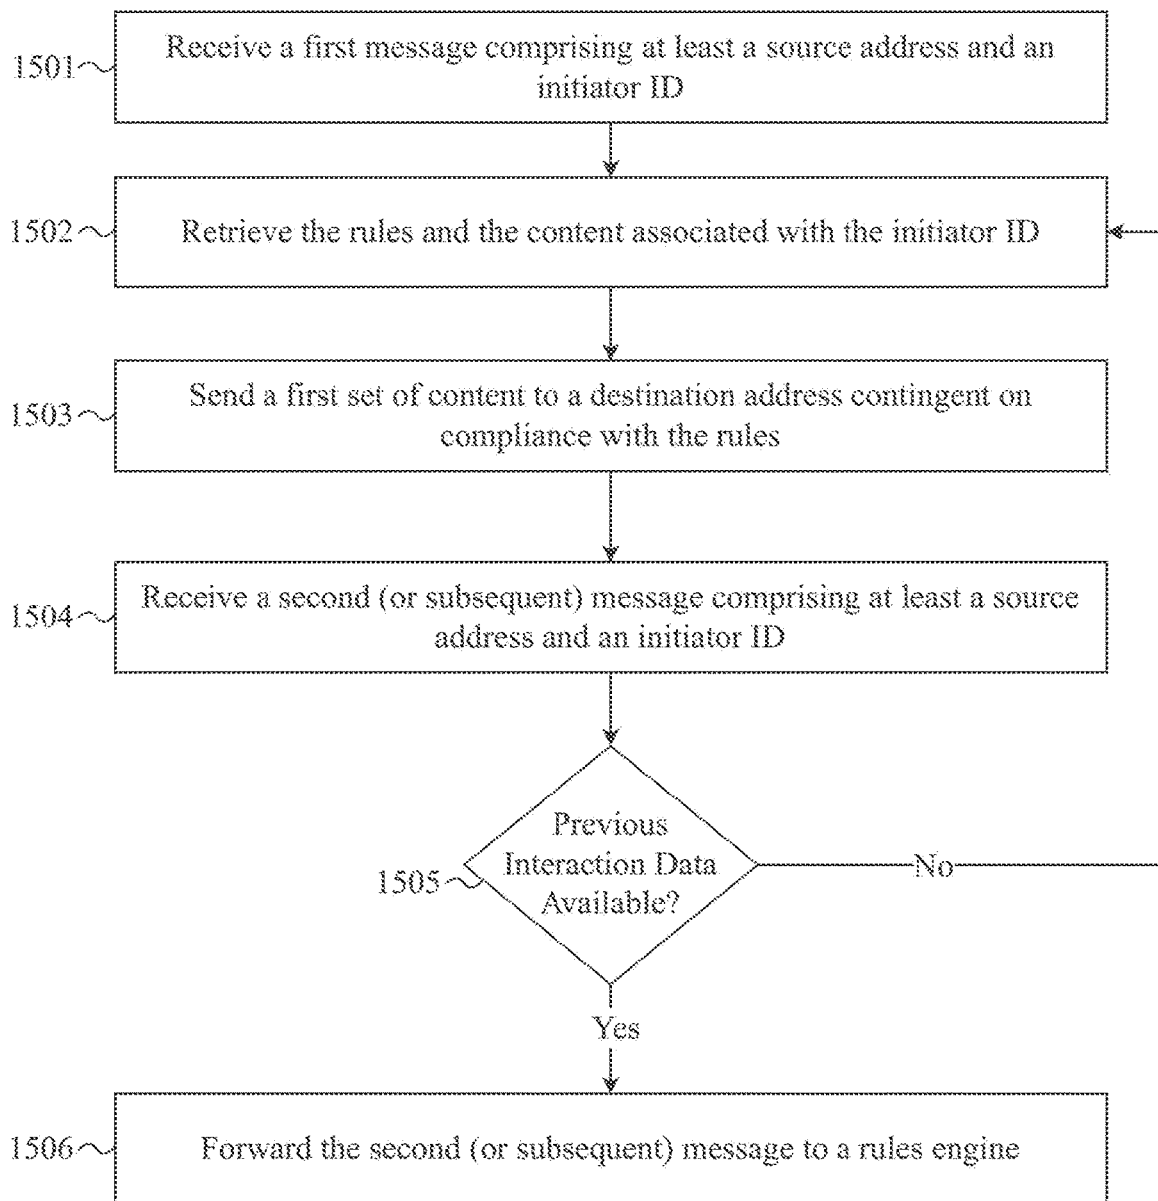 1501
Receive a first message comprising at least a source address and an
initiator ID
1502
Retrieve the rules and the content associated with the initiator ID
1503
Send a first set of content to a destination address contingent on
compliance with the rules
1504
Receive a second (or subsequent) message comprising at least a source
address and an initiator ID
1505
Previous
Interaction Data
Available?
No
Yes
1506
Forward the second (or subsequent) message to a rules engine